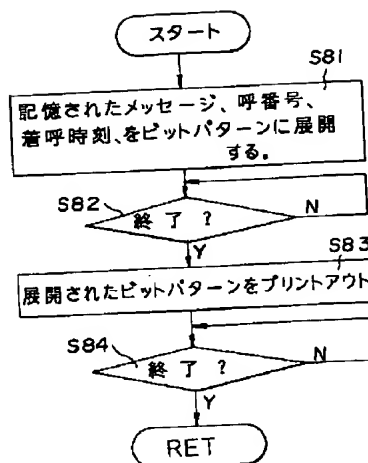 スタート
S81
記憶されたメッセージ、呼番号、
着呼時刻、をビットパターンに展開
する。
S82
終了?
N
Y
S83
展開されたビットパターンをプリントアウト
S84
終了?
N
Y
RET